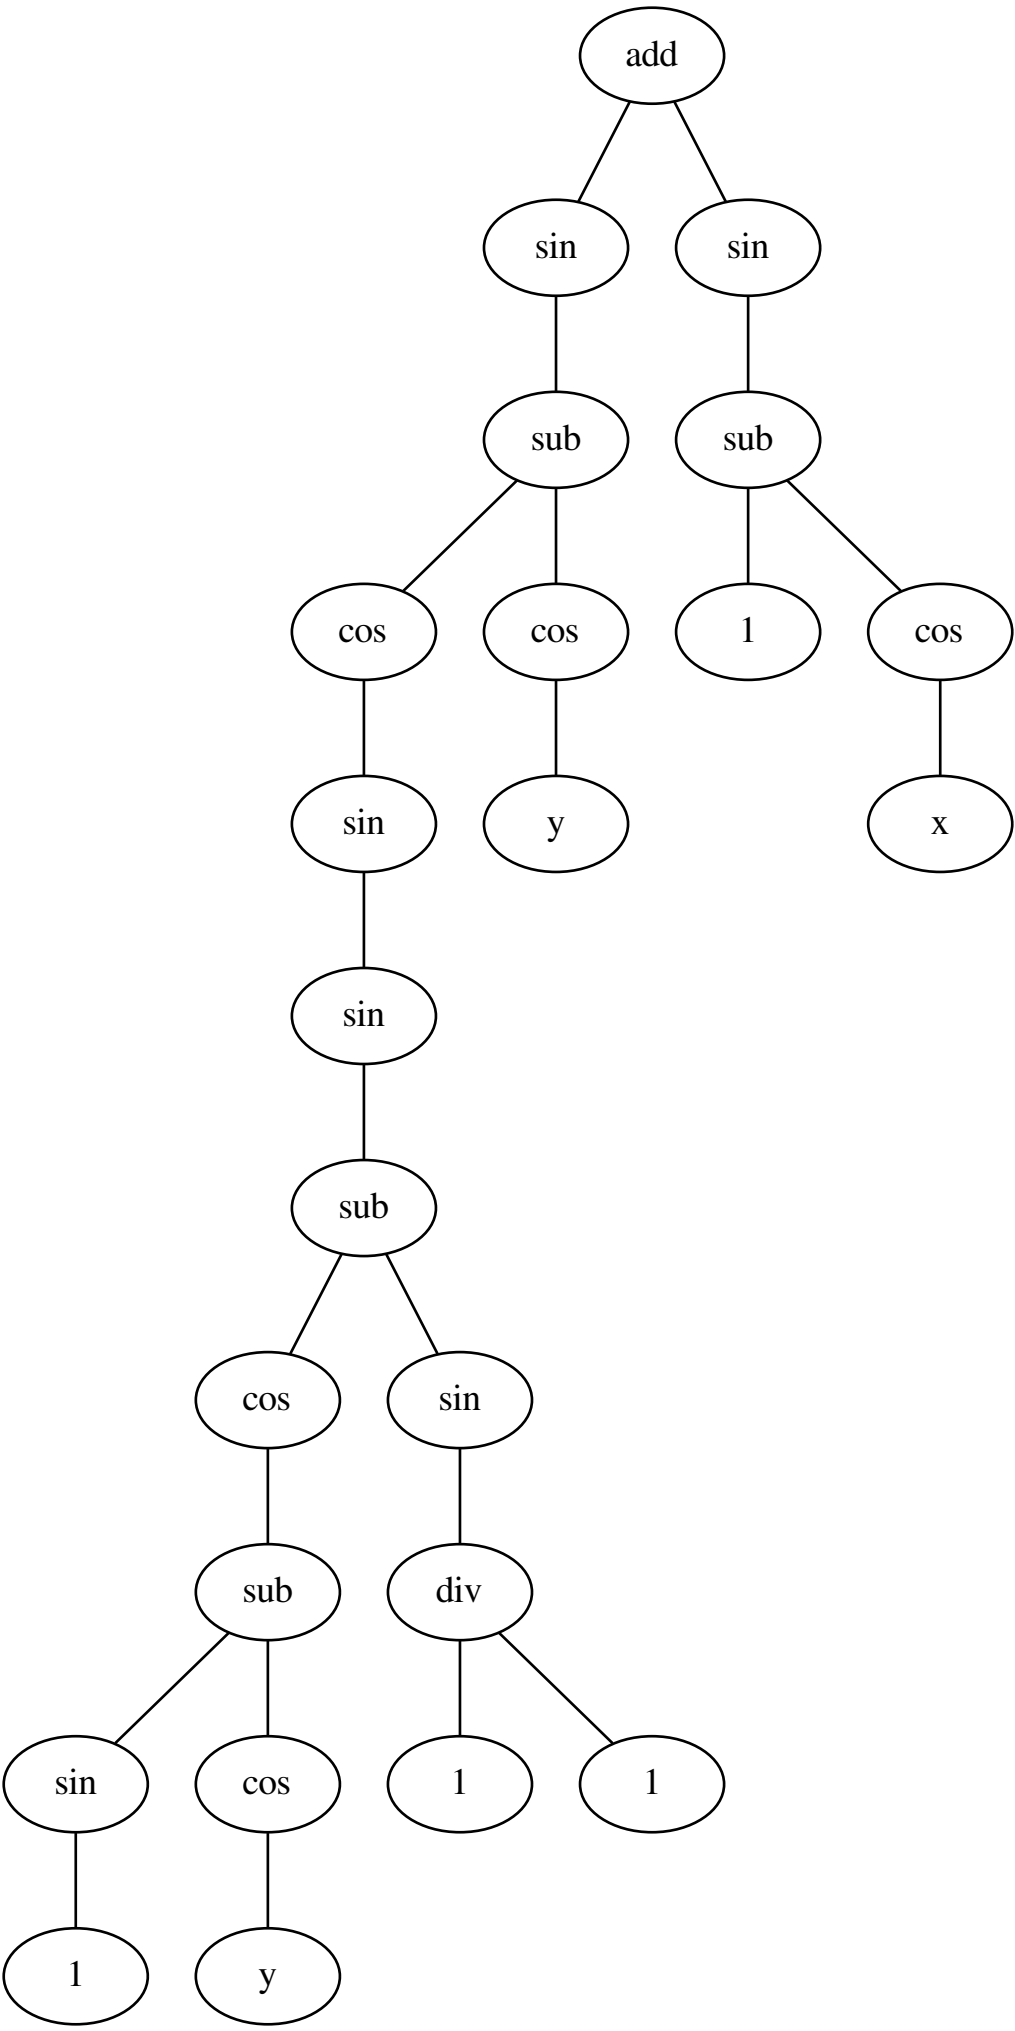 add
sin sin
sub sub
cos cos 1 cos
sin y x
sin
sub
cos sin
sub div
sin cos 1 1
1 y